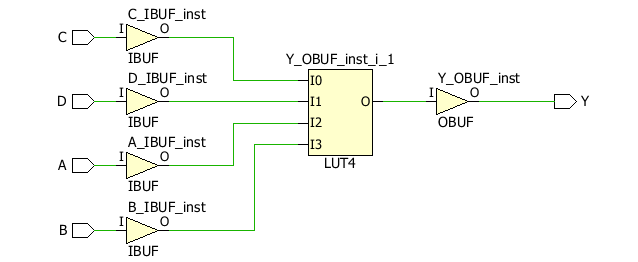 C_IBUF_inst
C I O
IBUF
D_IBUF_inst
D I O
IBUF
A_IBUF_inst
A I O
IBUF
B_IBUF_inst
B I O
IBUF
Y_OBUF_inst_i_1
I0
I1 O
I2
I3
LUT4
Y_OBUF_inst
I O Y
OBUF